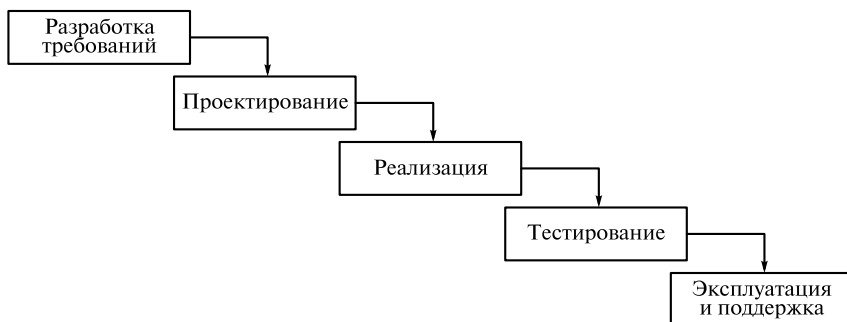 Разработка
требований
Проектирование
Реализация
Тестирование
Эксплуатация
и поддержка